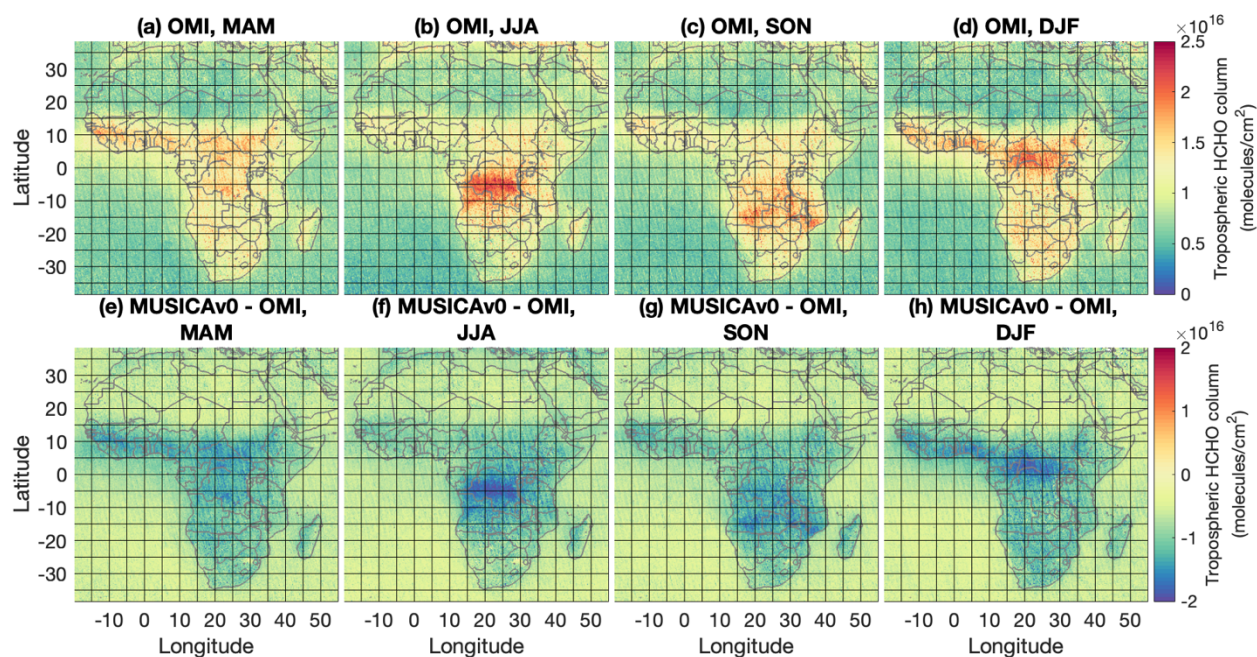 (a) OMI, MAM
(b) OMI, JJA
(c) OMI, SON
(d) OMI, DJF
×10^16
2.5
2
1.5
1
0.5
0
Tropospheric HCHO column
(molecules/cm²)
Latitude
30
20
10
0
-10
-20
-30
(e) MUSICAv0 - OMI,
MAM
(f) MUSICAv0 - OMI,
JJA
(g) MUSICAv0 - OMI,
SON
(h) MUSICAv0 - OMI,
DJF
×10^16
2
1
0
-1
-2
Tropospheric HCHO column
(molecules/cm²)
Latitude
30
20
10
0
-10
-20
-30
-10 0 10 20 30 40 50
-10 0 10 20 30 40 50
-10 0 10 20 30 40 50
-10 0 10 20 30 40 50
Longitude
Longitude
Longitude
Longitude